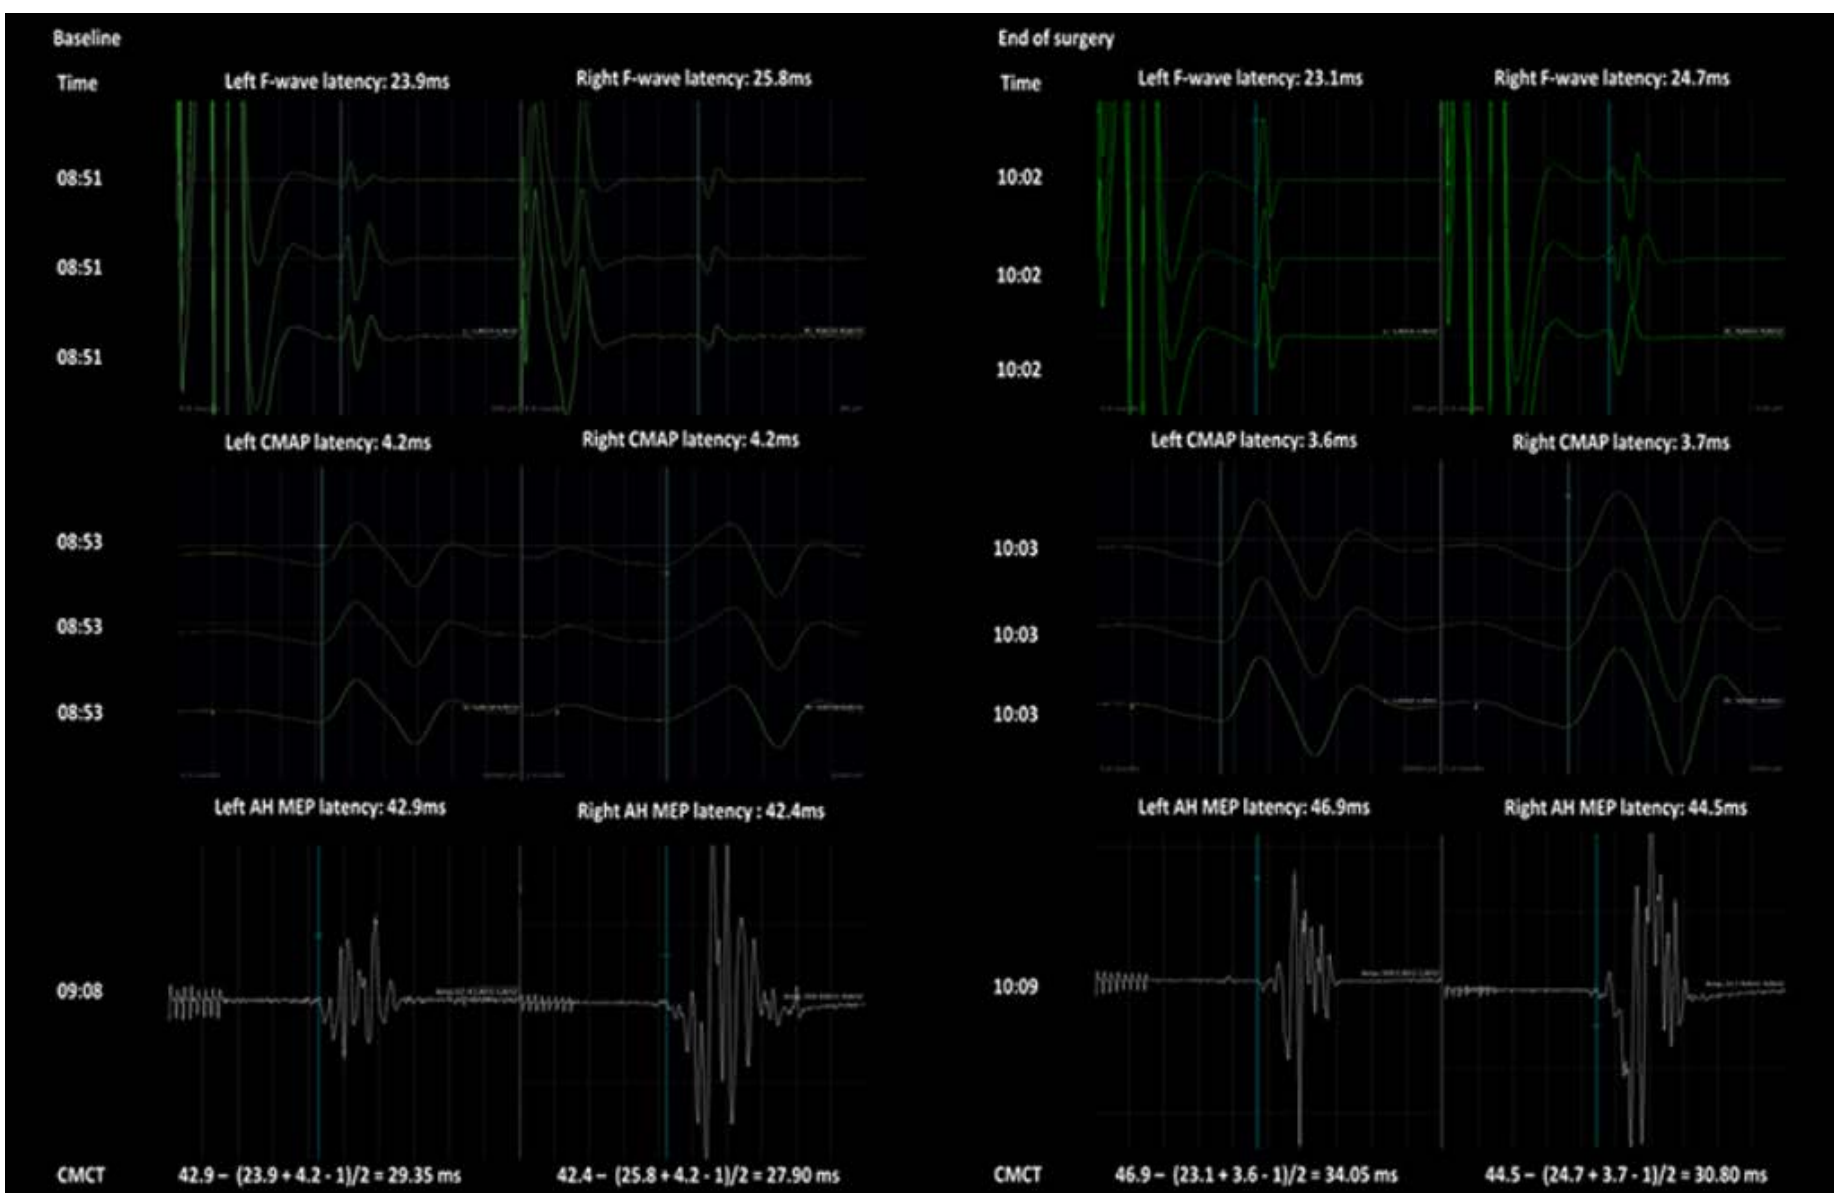 Baseline
Time
Left F-wave latency: 23.9ms
Right F-wave latency: 25.8ms
08:51
08:51
08:51
Left CMAP latency: 4.2ms
Right CMAP latency: 4.2ms
08:53
08:53
08:53
Left AH MEP latency: 42.9ms
Right AH MEP latency : 42.4ms
09:08
CMCT
42.9 – (23.9 + 4.2 - 1)/2 = 29.35 ms
42.4 – (25.8 + 4.2 - 1)/2 = 27.90 ms
End of surgery
Time
Left F-wave latency: 23.1ms
Right F-wave latency: 24.7ms
10:02
10:02
10:02
Left CMAP latency: 3.6ms
Right CMAP latency: 3.7ms
10:03
10:03
10:03
Left AH MEP latency: 46.9ms
Right AH MEP latency: 44.5ms
10:09
CMCT
46.9 – (23.1 + 3.6 - 1)/2 = 34.05 ms
44.5 – (24.7 + 3.7 - 1)/2 = 30.80 ms